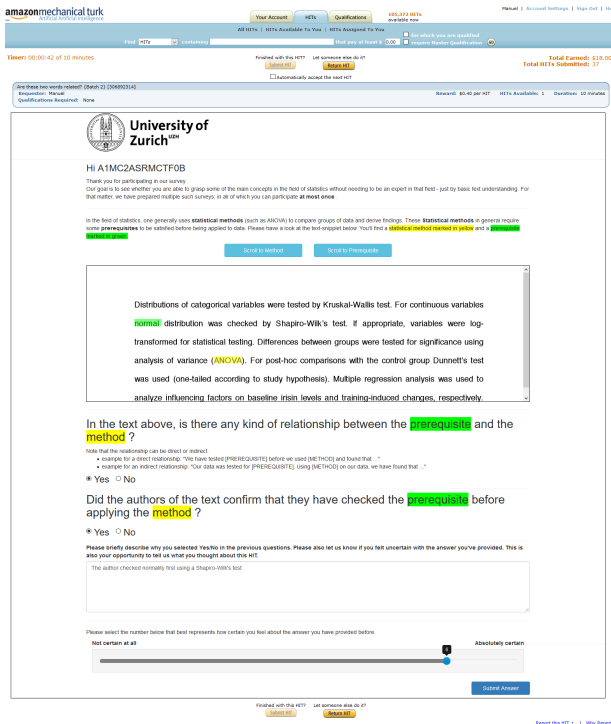 amazonmechanical turk
Artificial Artificial Intelligence
Your Account HITs Qualifications
105,372 HITs
available now
Manuel | Account Settings | Sign Out | He
All HITs | HITs Available To You | HITs Assigned To You
Find HITs containing that pay at least $ 0.00 for which you are qualified
require Master Qualification GO
Timer: 00:00:42 of 10 minutes
Finished with this HIT? Let someone else do it?
Submit HIT Return HIT
Automatically accept the next HIT
Total Earned: $18.00
Total HITs Submitted: 37
Are these two words related? (Batch 2)
Requester: Manuel
Reward: $0.40 per HIT HITs Available: 1 Duration: 10 minutes
Qualifications Required: None
University of
Zurich UZH
Hi A1MC2ASRMCTF0B
Thank you for participating in our survey
Our goal is to see whether you are able to grasp some of the main concepts in the field of statistics without needing to be an expert in that field - just by basic text understanding. For
that matter, we have prepared multiple such surveys, in all of which you can participate at most once .
In the field of statistics, one generally uses statistical methods (such as ANOVA) to compare groups of data and derive findings. These Statistical methods in general require
some prerequisites to be satisfied before being applied to data. Please have a look at the text-snippet below. You'll find a statistical method marked in yellow and a prerequisite
marked in green.
Scroll to Method Scroll to Prerequisite
Distributions of categorical variables were tested by Kruskal-Wallis test. For continuous variables
normal distribution was checked by Shapiro-Wilk's test. If appropriate, variables were log-
transformed for statistical testing. Differences between groups were tested for significance using
analysis of variance (ANOVA). For post-hoc comparisons with the control group Dunnett's test
was used (one-tailed according to study hypothesis). Multiple regression analysis was used to
analyze influencing factors on baseline irisin levels and training-induced changes, respectively.
In the text above, is there any kind of relationship between the prerequisite and the
method ?
Note that the relationship can be direct or indirect
• example for a direct relationship: "We have tested [PREREQUISITE] before we used [METHOD] and found that ..."
• example for an indirect relationship: "Our data was tested for [PREREQUISITE]. Using [METHOD] on our data, we have found that ..."
Yes No
Did the authors of the text confirm that they have checked the prerequisite before
applying the method ?
Yes No
Please briefly describe why you selected Yes/No in the previous questions. Please also let us know if you felt uncertain with the answer you've provided. This is
also your opportunity to tell us what you thought about this HIT.
The author checked normality first using a Shapiro-Wilk's test
Please select the number below that best represents how certain you feel about the answer you have provided before.
Not certain at all Absolutely certain
6
Submit Answer
Finished with this HIT? Let someone else do it?
Submit HIT Return HIT
Report this HIT